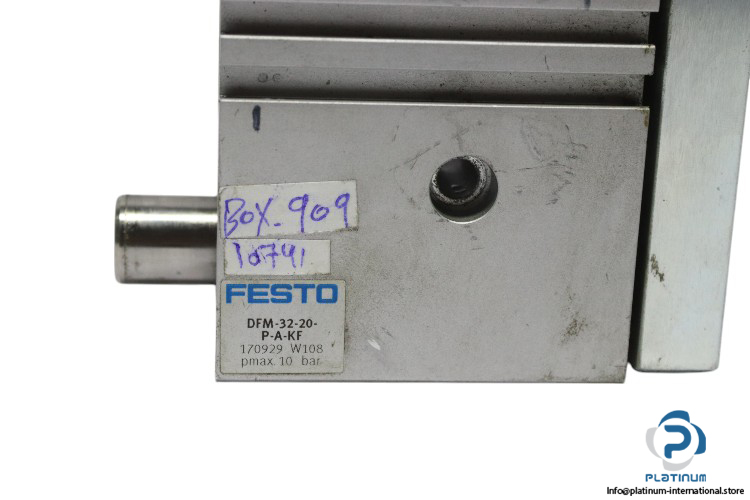 BOX-909
10791
FESTO
DFM-32-20-
P-A-KF
170929 W108
pmax. 10 bar
PLATINUM
Info@platinum-international.store